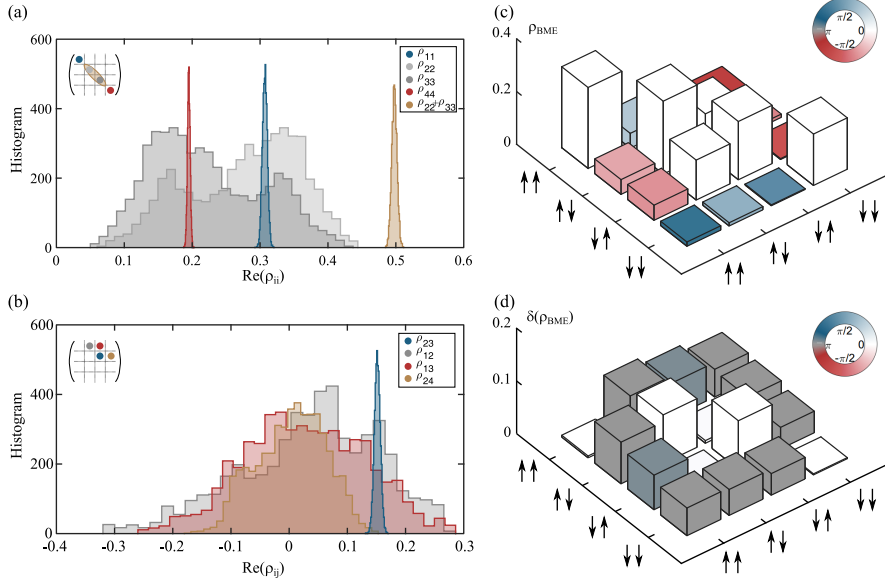 (a)
600
400
200
0
Histogram
0
0.1
0.2
0.3
0.4
0.5
0.6
Re(ρii)
ρ11
ρ22
ρ33
ρ44
ρ22+ρ33
(b)
600
400
200
0
Histogram
-0.4
-0.3
-0.2
-0.1
0
0.1
0.2
0.3
Re(ρij)
ρ23
ρ12
ρ13
ρ24
(c)
ρBME
0.4
0.2
0
π/2
π
0
-π/2
↑↑
↓↑
↓↓
↑↑
↑↓
↓↑
↓↓
(d)
δ(ρBME)
0.2
0.1
0
π/2
π
0
-π/2
↑↑
↑↓
↓↑
↓↓
↑↑
↑↓
↓↑
↓↓